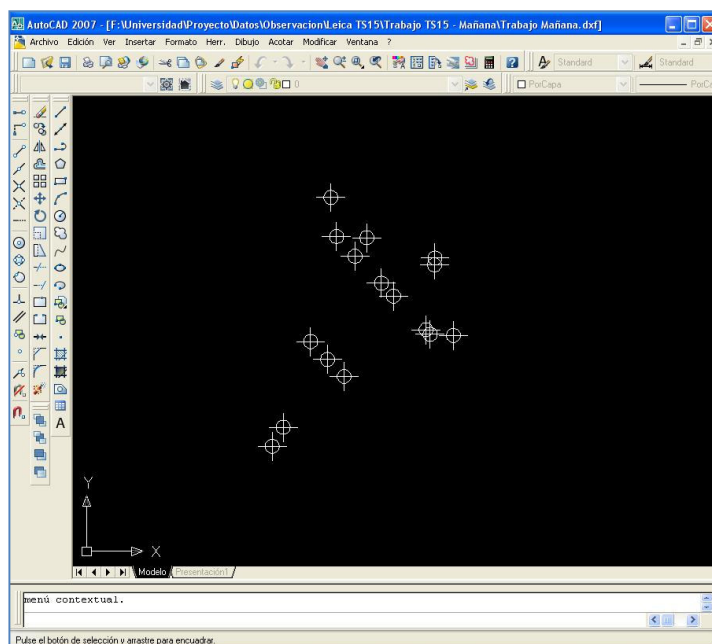 AutoCAD 2007 - [F:\Universidad\Proyecto\Datos\Observacion\Leica TS15\Trabajo TS15 - Mañana\Trabajo Mañana.dxf]
Archivo Edición Ver Insertar Formato Herr. Dibujo Acotar Modificar Ventana ?
Standard Standard
0 PorCapa PorCa
Y
X
Modelo Presentación1
menú contextual.
Pulse el botón de selección y arrastre para encuadrar.